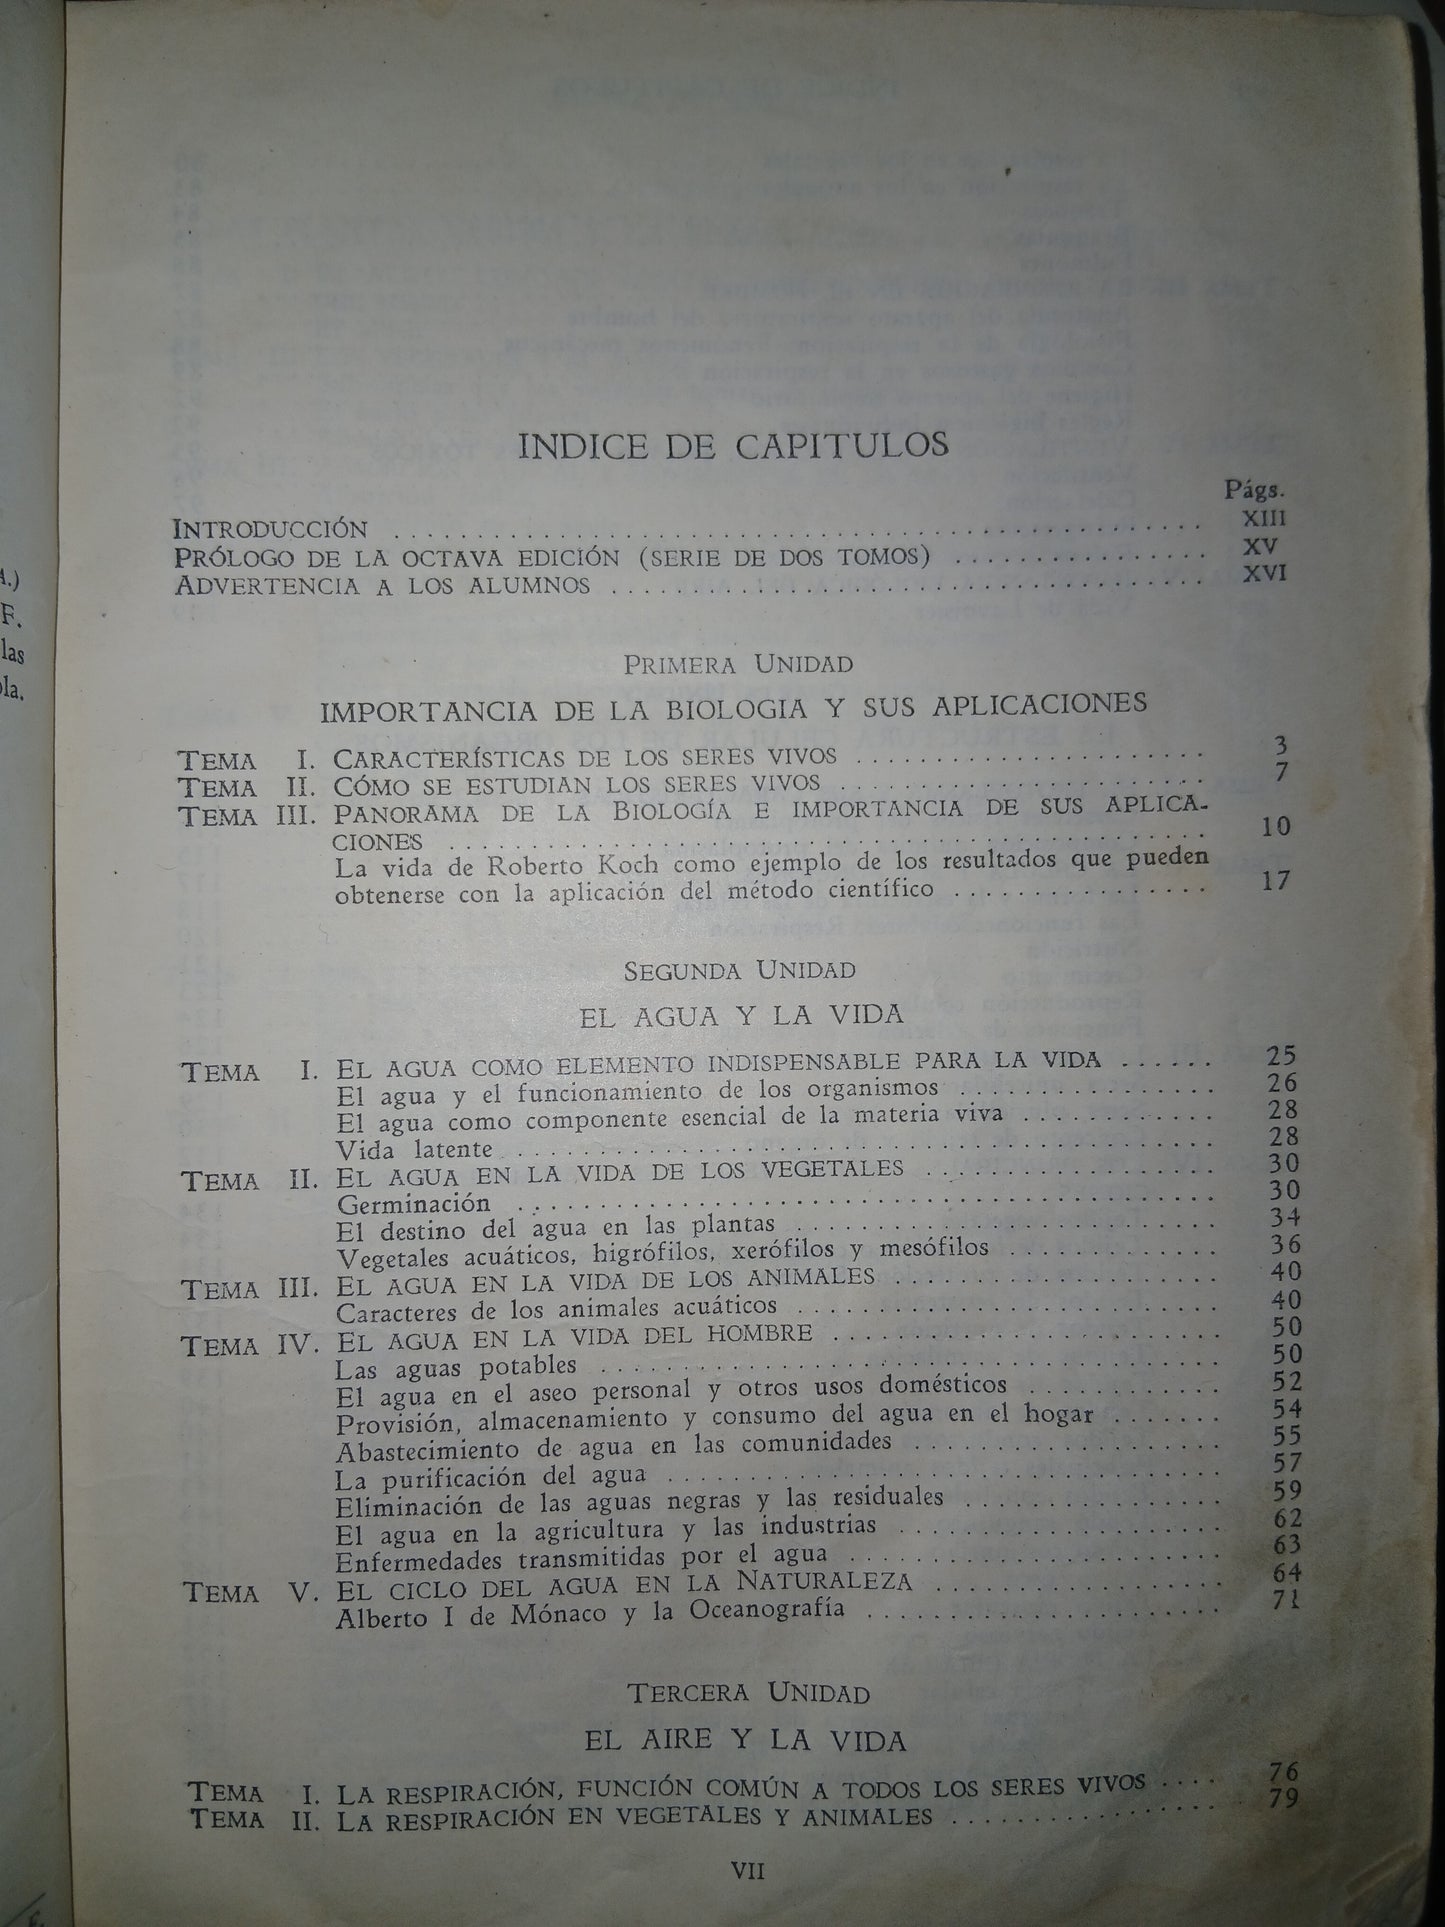 INDICE DE CAPITULOS
Págs.
INTRODUCCIÓN . . . . . . . . . . . . . . . . . . . . XIII
PRÓLOGO DE LA OCTAVA EDICIÓN (SERIE DE DOS TOMOS) . . . . . . . . . . XV
ADVERTENCIA A LOS ALUMNOS . . . . . . . . . . . . . . . . . . . . XVI
A.)
F.
las
ola.
PRIMERA UNIDAD
IMPORTANCIA DE LA BIOLOGIA Y SUS APLICACIONES
TEMA I. CARACTERÍSTICAS DE LOS SERES VIVOS . . . . . . . . . . 3
TEMA II. CÓMO SE ESTUDIAN LOS SERES VIVOS . . . . . . . . . . 7
TEMA III. PANORAMA DE LA BIOLOGÍA E IMPORTANCIA DE SUS APLICA-
CIONES . . . . . . . . . . 10
La vida de Roberto Koch como ejemplo de los resultados que pueden
obtenerse con la aplicación del método científico . . . . . . . . . . 17
SEGUNDA UNIDAD
EL AGUA Y LA VIDA
TEMA I. EL AGUA COMO ELEMENTO INDISPENSABLE PARA LA VIDA . . . . . . 25
El agua y el funcionamiento de los organismos . . . . . . . . . . 26
El agua como componente esencial de la materia viva . . . . . . . . 28
Vida latente . . . . . . . . . . 28
TEMA II. EL AGUA EN LA VIDA DE LOS VEGETALES . . . . . . . . . . 30
Germinación . . . . . . . . . . 30
El destino del agua en las plantas . . . . . . . . . . 34
Vegetales acuáticos, higrófilos, xerófilos y mesófilos . . . . . . . . . 36
TEMA III. EL AGUA EN LA VIDA DE LOS ANIMALES . . . . . . . . . . 40
Caracteres de los animales acuáticos . . . . . . . . . . 40
TEMA IV. EL AGUA EN LA VIDA DEL HOMBRE . . . . . . . . . . 50
Las aguas potables . . . . . . . . . . 50
El agua en el aseo personal y otros usos domésticos . . . . . . . . 52
Provisión, almacenamiento y consumo del agua en el hogar . . . . . . 54
Abastecimiento de agua en las comunidades . . . . . . . . . . 55
La purificación del agua . . . . . . . . . . 57
Eliminación de las aguas negras y las residuales . . . . . . . . . . 59
El agua en la agricultura y las industrias . . . . . . . . . . 62
Enfermedades transmitidas por el agua . . . . . . . . . . 63
TEMA V. EL CICLO DEL AGUA EN LA NATURALEZA . . . . . . . . . . 64
Alberto I de Mónaco y la Oceanografía . . . . . . . . . . 71
TERCERA UNIDAD
EL AIRE Y LA VIDA
TEMA I. LA RESPIRACIÓN, FUNCIÓN COMÚN A TODOS LOS SERES VIVOS . . . . 76
TEMA II. LA RESPIRACIÓN EN VEGETALES Y ANIMALES . . . . . . . . . . 79
VII